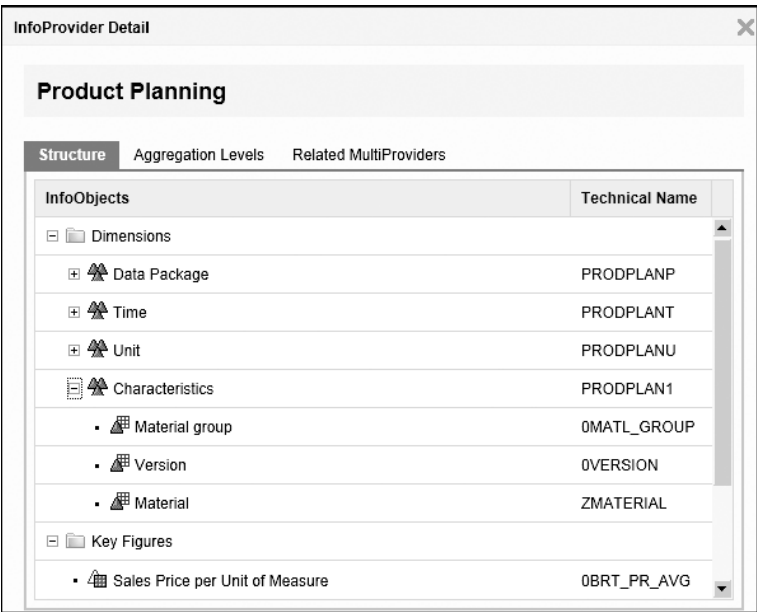 InfoProvider Detail
Product Planning
Structure Aggregation Levels Related MultiProviders
InfoObjects Technical Name
Dimensions
Data Package PRODPLANP
Time PRODPLANT
Unit PRODPLANU
Characteristics PRODPLAN1
Material group 0MATL_GROUP
Version 0VERSION
Material ZMATERIAL
Key Figures
Sales Price per Unit of Measure 0BRT_PR_AVG